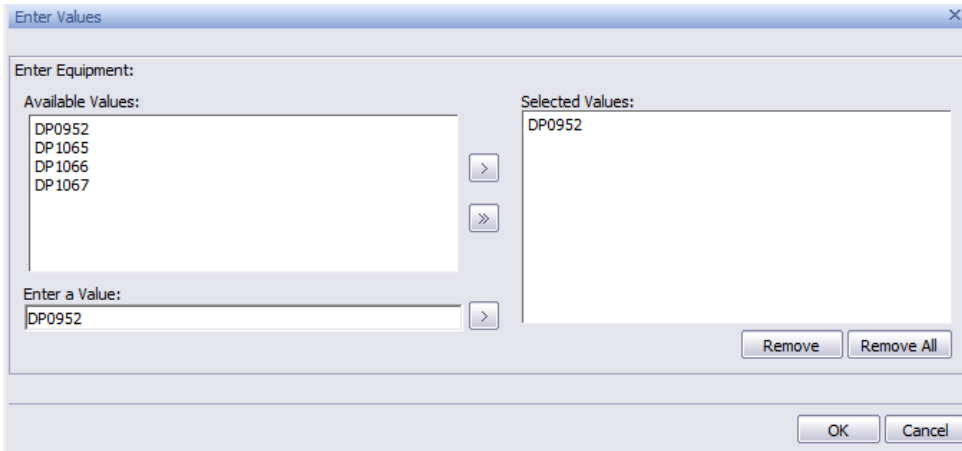 Enter Values
Enter Equipment:
Available Values:
DP0952
DP1065
DP1066
DP1067
>
»
Enter a Value:
DP0952
>
Selected Values:
DP0952
Remove
Remove All
OK
Cancel